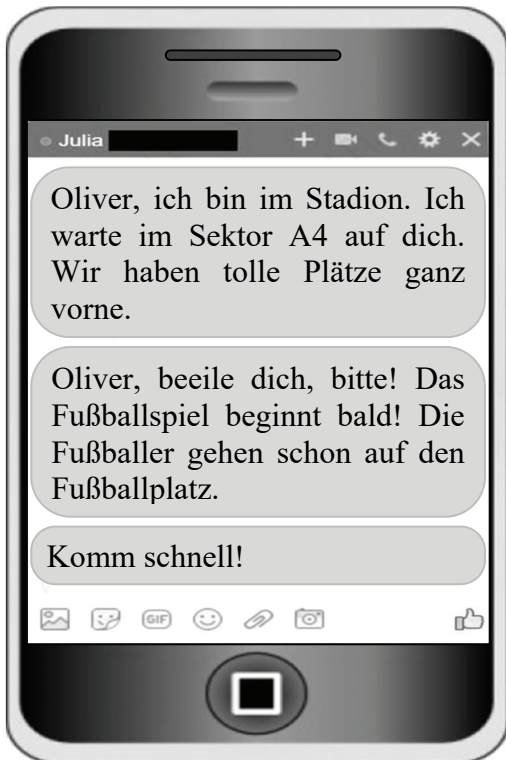 Julia
Oliver, ich bin im Stadion. Ich
warte im Sektor A4 auf dich.
Wir haben tolle Plätze ganz
vorne.
Oliver, beeile dich, bitte! Das
Fußballspiel beginnt bald! Die
Fußballer gehen schon auf den
Fußballplatz.
Komm schnell!
GIF